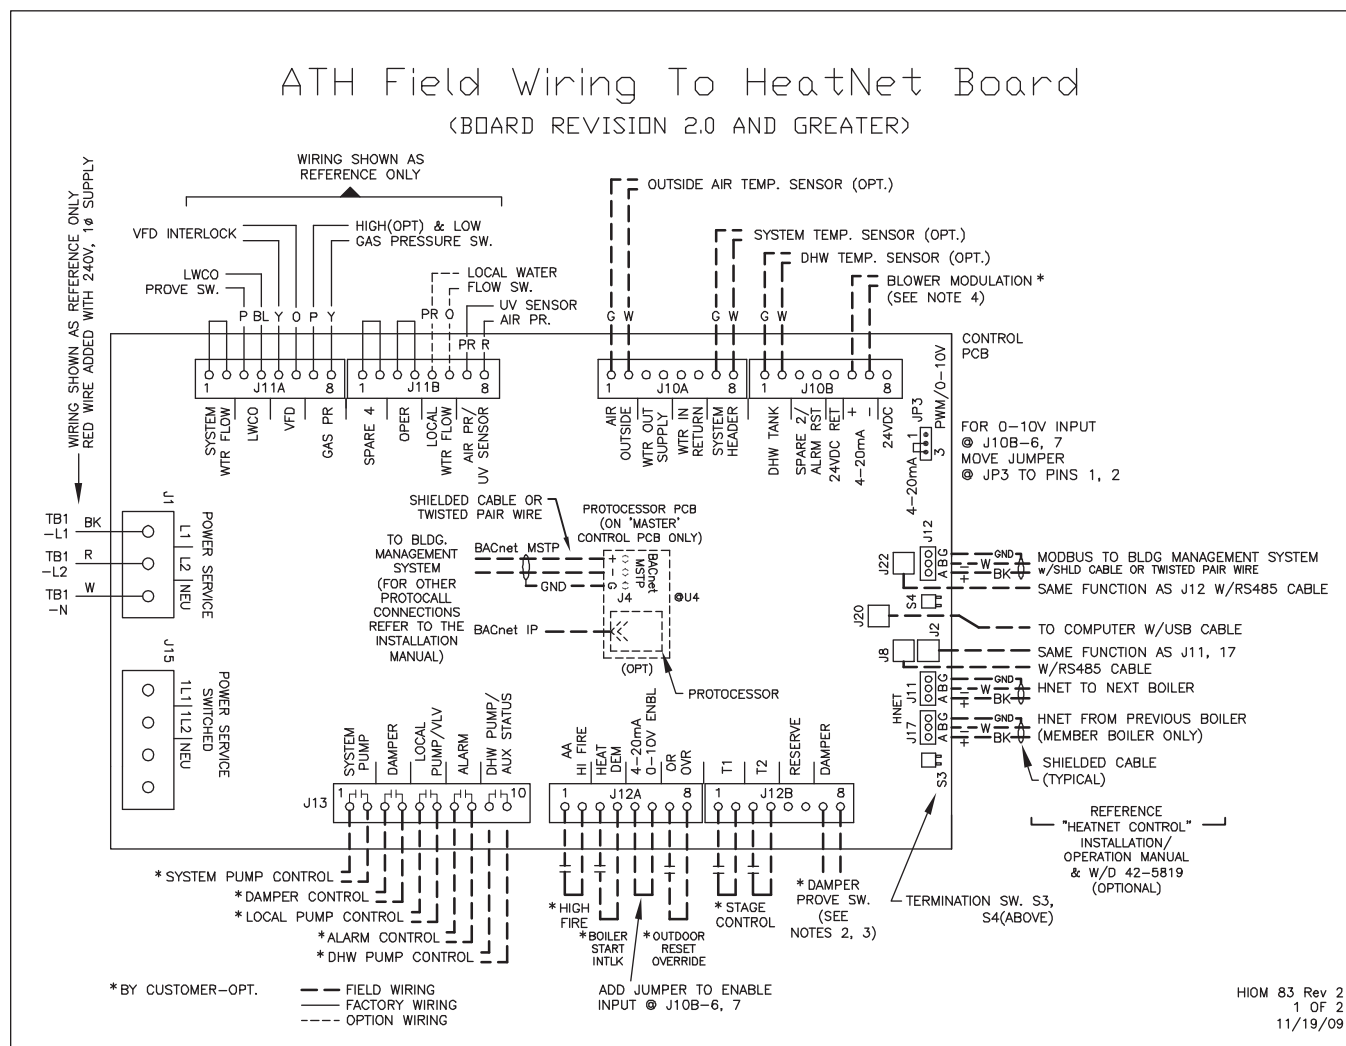 ATH Field Wiring To HeatNet Board
(BOARD REVISION 2.0 AND GREATER)
WIRING SHOWN AS REFERENCE ONLY
RED WIRE ADDED WITH 240V, 1ø SUPPLY
WIRING SHOWN AS
REFERENCE ONLY
VFD INTERLOCK
HIGH(OPT) & LOW
GAS PRESSURE SW.
LWCO
PROVE SW.
LOCAL WATER
FLOW SW.
UV SENSOR
AIR PR.
P BL Y O P Y
PR O
PR R
OUTSIDE AIR TEMP. SENSOR (OPT.)
SYSTEM TEMP. SENSOR (OPT.)
DHW TEMP. SENSOR (OPT.)
BLOWER MODULATION *
(SEE NOTE 4)
G W
G W
G W
CONTROL
PCB
1 J11A 8
1 J11B 8
1 J10A 8
1 J10B 8
SYSTEM
WTR FLOW
LWCO
VFD
GAS PR
SPARE 4
OPER
LOCAL
WTR FLOW
AIR PR/
UV SENSOR
AIR
OUTSIDE
WTR OUT
SUPPLY
WTR IN
RETURN
SYSTEM
HEADER
DHW TANK
SPARE 2/
ALRM RST
24VDC RET
+
4-20mA
-
24VDC
JP3
PWM/0-10V
1
3
4-20mA
FOR 0-10V INPUT
@ J10B-6, 7
MOVE JUMPER
@ JP3 TO PINS 1, 2
TB1
-L1
BK
TB1
-L2
R
TB1
-N
W
J1
L1
L2
NEU
POWER SERVICE
J15
1L1
1L2
NEU
POWER SERVICE
SWITCHED
SHIELDED CABLE OR
TWISTED PAIR WIRE
TO BLDG.
MANAGEMENT
SYSTEM
(FOR OTHER
PROTOCALL
CONNECTIONS
REFER TO THE
INSTALLATION
MANUAL)
BACnet MSTP
GND
BACnet IP
PROTOCESSOR PCB
(ON 'MASTER'
CONTROL PCB ONLY)
+
-
G
BACnet
MSTP
J4
@U4
(OPT)
PROTOCESSOR
J12
J22
A B G
GND
W
BK
-
+
MODBUS TO BLDG MANAGEMENT SYSTEM
w/SHLD CABLE OR TWISTED PAIR WIRE
SAME FUNCTION AS J12 W/RS485 CABLE
S4
J20
TO COMPUTER W/USB CABLE
J2
J8
SAME FUNCTION AS J11, 17
W/RS485 CABLE
HNET
J11
A B G
GND
W
BK
-
+
HNET TO NEXT BOILER
J17
A B G
GND
W
BK
-
+
HNET FROM PREVIOUS BOILER
(MEMBER BOILER ONLY)
S3
SHIELDED CABLE
(TYPICAL)
SYSTEM
PUMP
DAMPER
LOCAL
PUMP/VLV
ALARM
DHW PUMP/
AUX STATUS
AA
HI FIRE
HEAT
DEM
4-20mA
0-10V ENBL
OR
OVR
T1
T2
RESERVE
DAMPER
J13
1 10
1 J12A 8
1 J12B 8
REFERENCE
"HEATNET CONTROL"
INSTALLATION/
OPERATION MANUAL
& W/D 42-5819
(OPTIONAL)
* SYSTEM PUMP CONTROL
* DAMPER CONTROL
* LOCAL PUMP CONTROL
* ALARM CONTROL
* DHW PUMP CONTROL
* HIGH
FIRE
* BOILER
START
INTLK
* OUTDOOR
RESET
OVERRIDE
* STAGE
CONTROL
* DAMPER
PROVE SW.
(SEE
NOTES 2, 3)
TERMINATION SW. S3,
S4(ABOVE)
ADD JUMPER TO ENABLE
INPUT @ J10B-6, 7
* BY CUSTOMER-OPT.
FIELD WIRING
FACTORY WIRING
OPTION WIRING
HIOM 83 Rev 2
1 OF 2
11/19/09